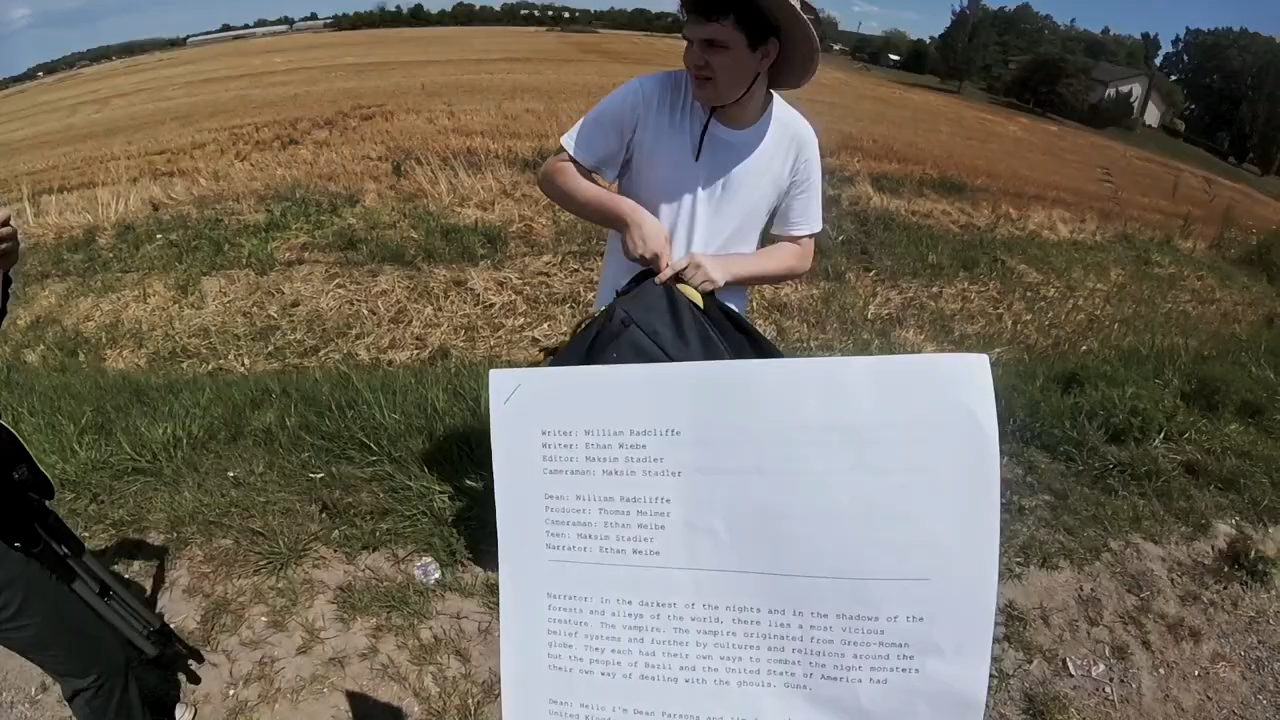 Writer: William Radcliffe
Writer: Ethan Wiebe
Editor: Maksim Stadler
Cameraman: Maksim Stadler
Dean: William Radcliffe
Producer: Thomas Melmer
Cameraman: Ethan Weibe
Teen: Maksim Stadler
Narrator: Ethan Weibe
Narrator: In the darkest of the nights and in the shadows of the
forests and alleys of the world, there lies a most vicious
creature. The vampire. The vampire originated from Greco-Roman
belief systems and further by cultures and religions around the
globe. They each had their own ways to combat the night monsters
but the people of Bazil and the United State of America had
their own way of dealing with the ghouls. Guns.
Dean: Hello I'm Dean Parsons and
United